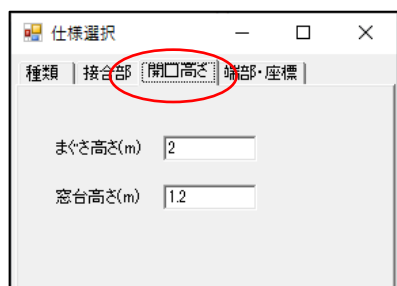 仕様選択
種類 接合部 開口高さ 端部・座標
まぐさ高さ(m) 2
窓台高さ(m) 1.2